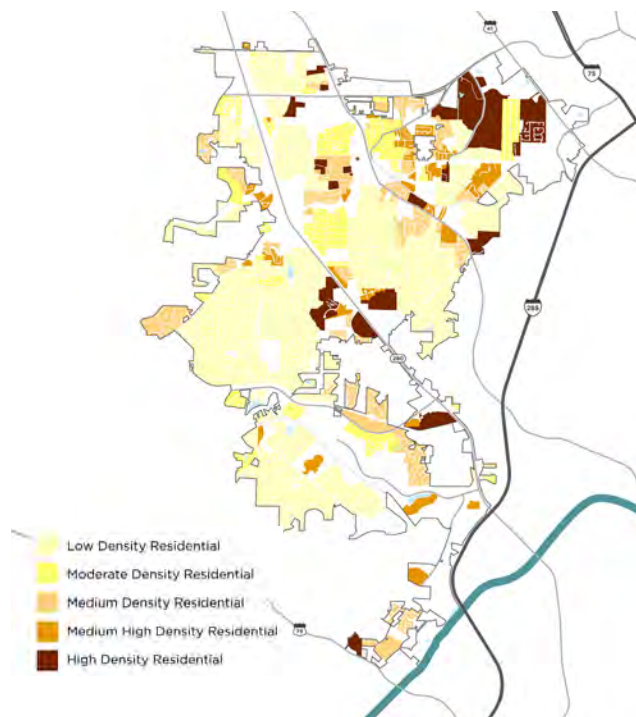 41
75
285
280
Low Density Residential
Moderate Density Residential
Medium Density Residential
Medium High Density Residential
High Density Residential